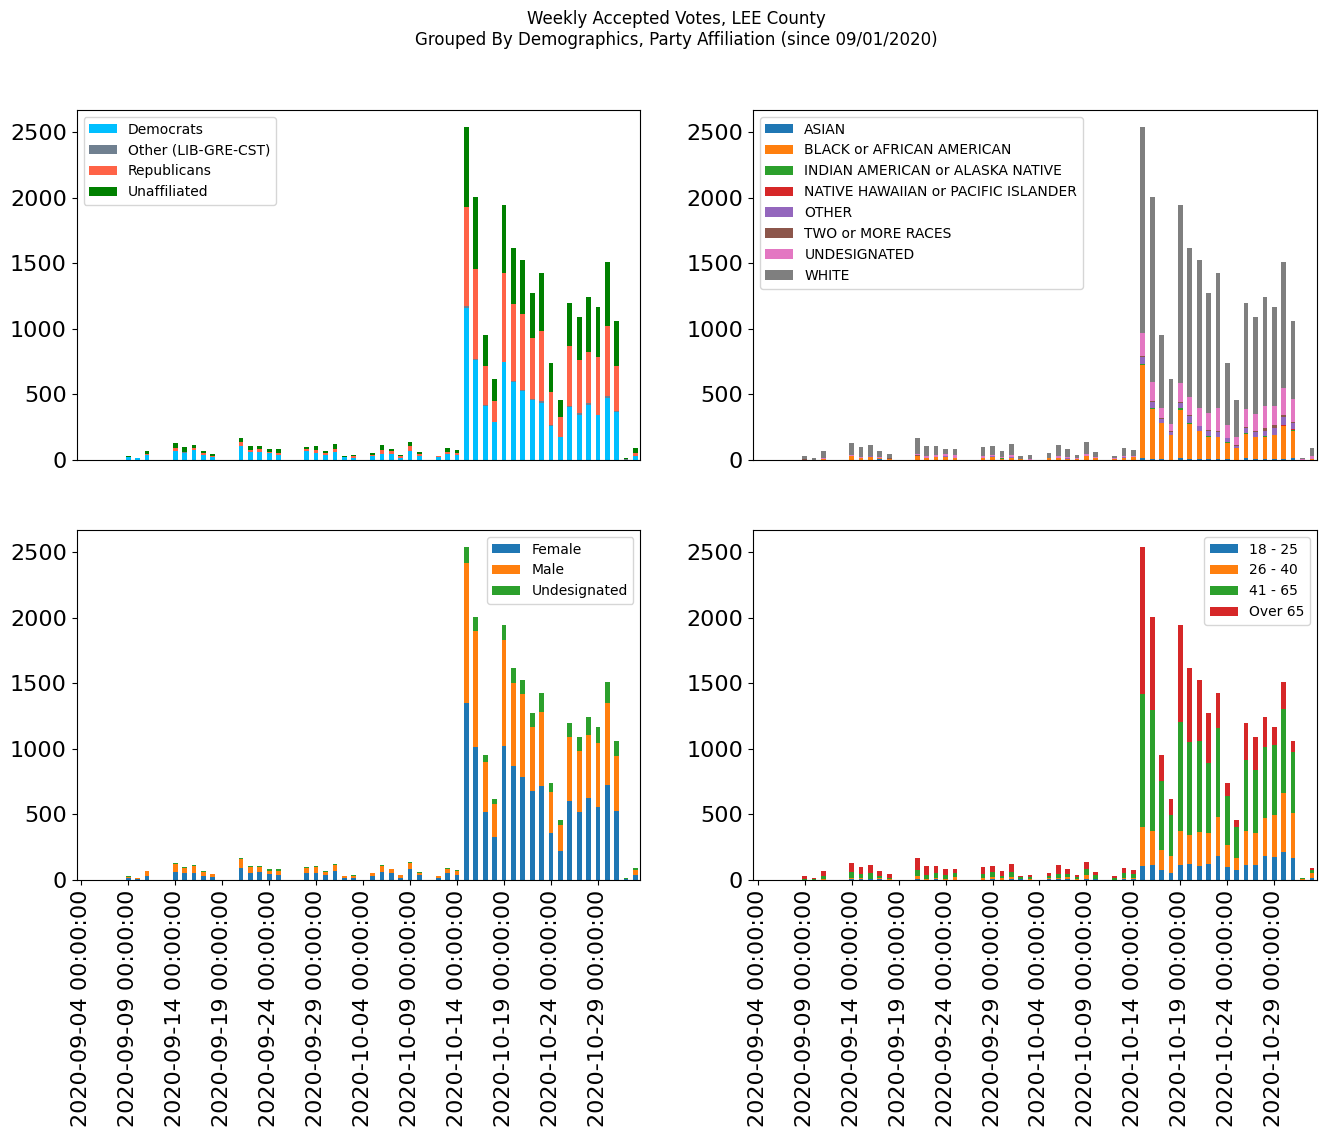 Weekly Accepted Votes, LEE County
Grouped By Demographics, Party Affiliation (since 09/01/2020)
2500
2000
1500
1000
500
0
Democrats
Other (LIB-GRE-CST)
Republicans
Unaffiliated
2500
2000
1500
1000
500
0
ASIAN
BLACK or AFRICAN AMERICAN
INDIAN AMERICAN or ALASKA NATIVE
NATIVE HAWAIIAN or PACIFIC ISLANDER
OTHER
TWO or MORE RACES
UNDESIGNATED
WHITE
2500
2000
1500
1000
500
0
Female
Male
Undesignated
2020-09-04 00:00:00
2020-09-09 00:00:00
2020-09-14 00:00:00
2020-09-19 00:00:00
2020-09-24 00:00:00
2020-09-29 00:00:00
2020-10-04 00:00:00
2020-10-09 00:00:00
2020-10-14 00:00:00
2020-10-19 00:00:00
2020-10-24 00:00:00
2020-10-29 00:00:00
2500
2000
1500
1000
500
0
18 - 25
26 - 40
41 - 65
Over 65
2020-09-04 00:00:00
2020-09-09 00:00:00
2020-09-14 00:00:00
2020-09-19 00:00:00
2020-09-24 00:00:00
2020-09-29 00:00:00
2020-10-04 00:00:00
2020-10-09 00:00:00
2020-10-14 00:00:00
2020-10-19 00:00:00
2020-10-24 00:00:00
2020-10-29 00:00:00